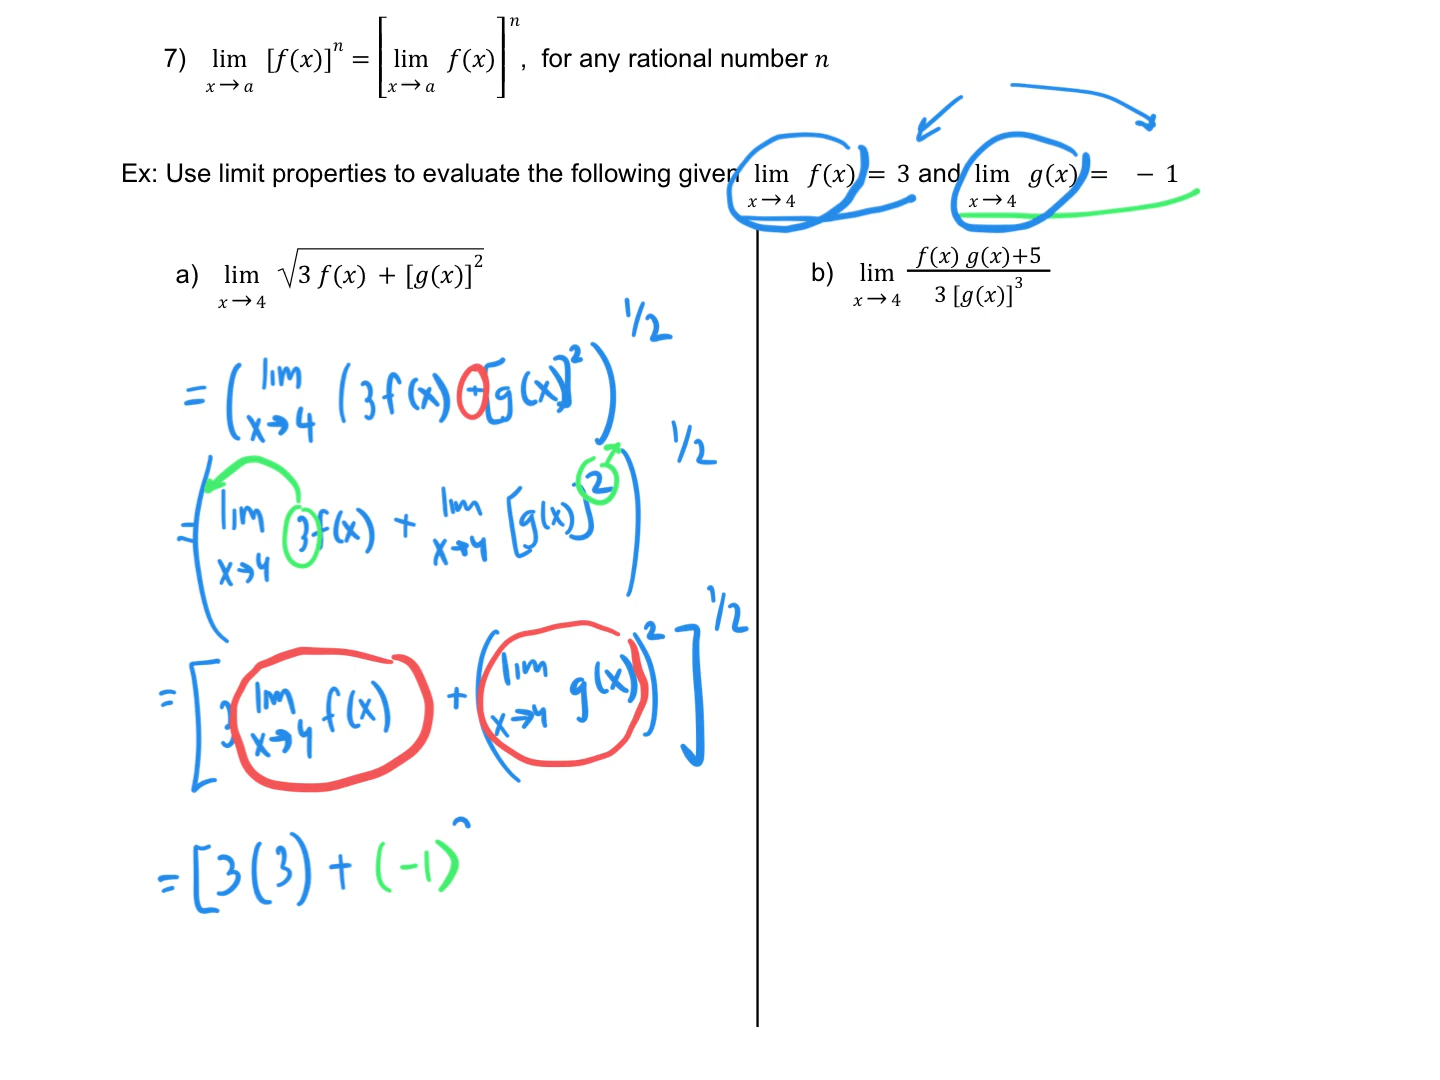 7) lim x→a [f(x)]^n = [lim x→a f(x)]^n, for any rational number n
Ex: Use limit properties to evaluate the following given lim x→4 f(x) = 3 and lim x→4 g(x) = − 1
a) lim x→4 √(3 f(x) + [g(x)]^2)
= (lim x→4 (3f(x) + [g(x)]^2)^1/2
= (lim x→4 3f(x) + lim x→4 [g(x)]^2)^1/2
= [3 lim x→4 f(x) + (lim x→4 g(x))^2]^1/2
= [3(3) + (-1)
b) lim x→4 (f(x) g(x)+5)/(3 [g(x)]^3)